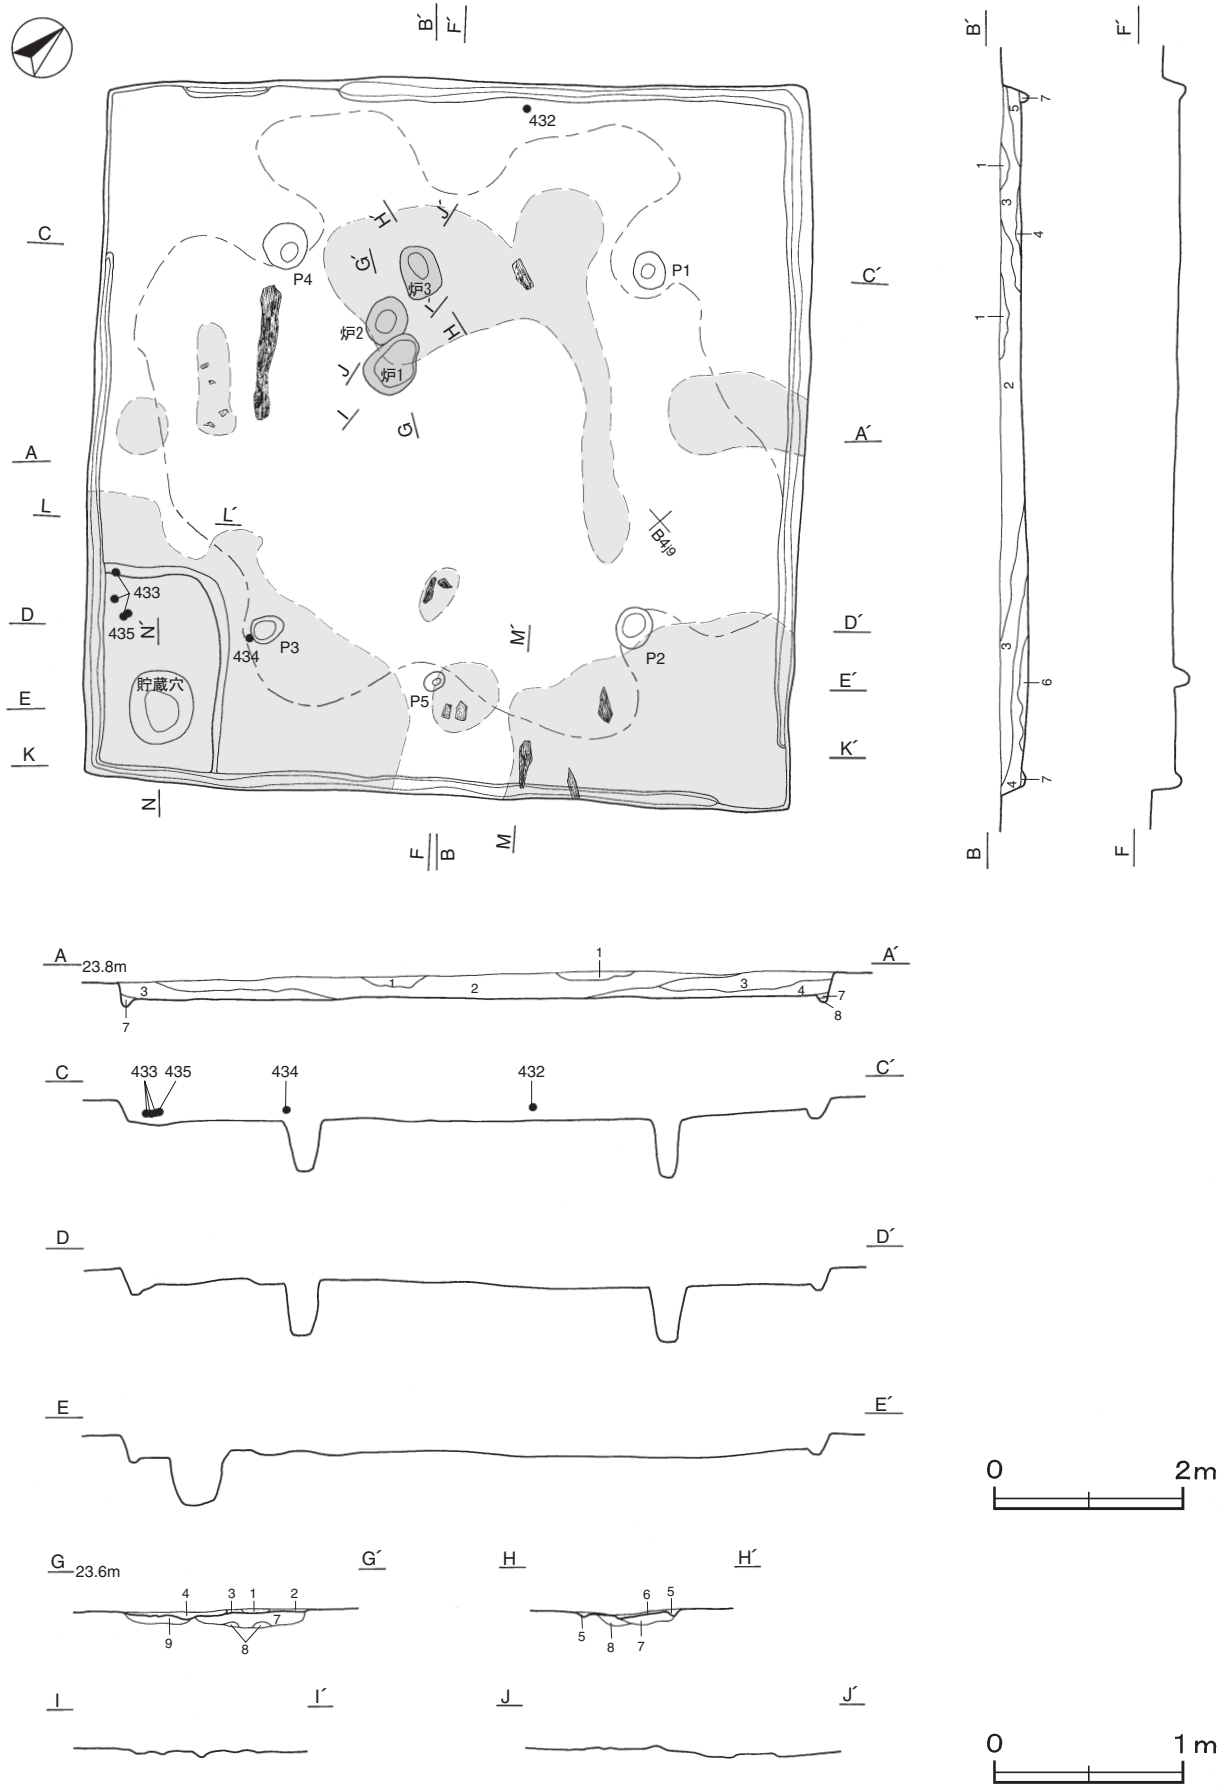 B´ F´
B´
F´
432
C
H´
J´
G´
P4
P1
C´
炉3
I´
炉2
H
炉1
J
I
G
A
A´
L
L´
B4j9
433
435
N´
D
D´
434
P3
M´
P2
貯蔵穴
P5
E
E´
K
K´
N
F B
M
5
7
1
3
4
1
2
3
6
4
7
B
F
A 23.8m
A´
1
3
1
2
3
4
7
7
8
C
433 435
434
432
C´
D
D´
E
E´
0 2m
G 23.6m
G´
4 3 1 2
7
9
8
H
H´
6 5
5
8
7
I
I´
J
J´
0 1m